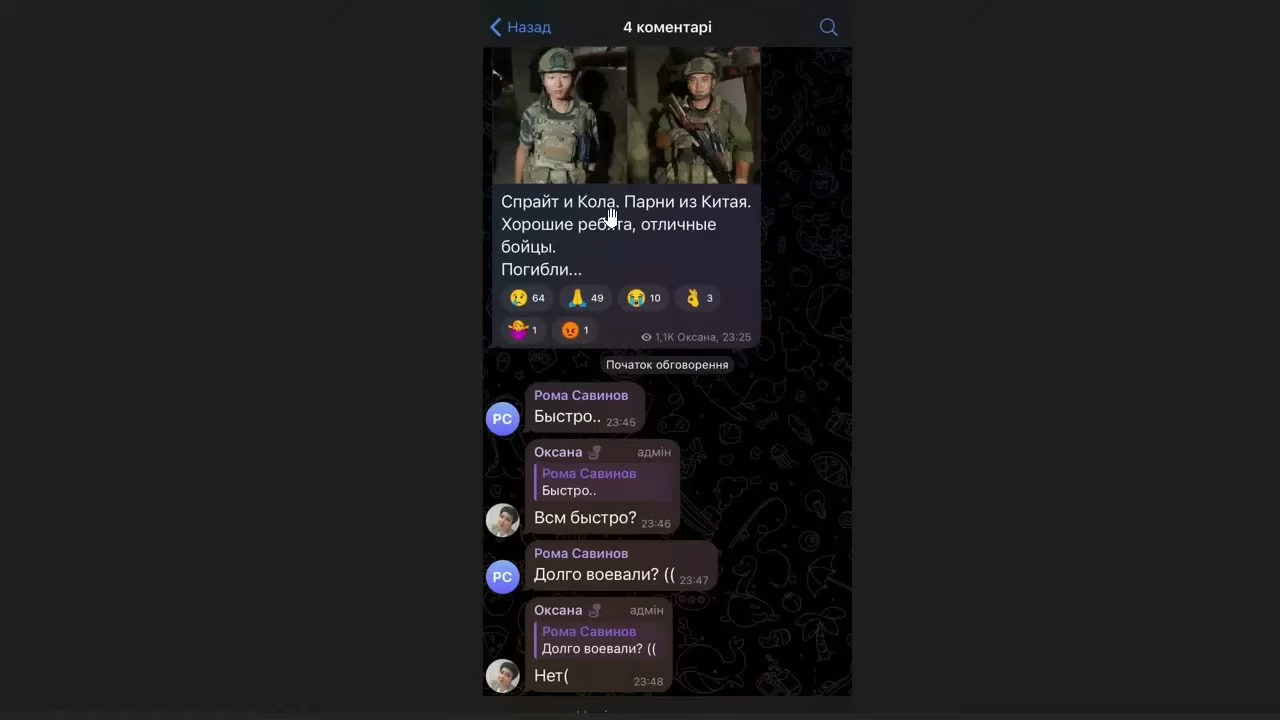 Назад
4 коментарі
Спрайт и Кола. Парни из Китая.
Хорошие ребята, отличные
бойцы.
Погибли...
64
49
10
3
1
1
1,1K Оксана, 23:25
Початок обговорення
Рома Савинов
РС
Быстро.. 23:45
Оксана адмін
Рома Савинов
Быстро..
Всм быстро? 23:46
Рома Савинов
РС
Долго воевали? (( 23:47
Оксана адмін
Рома Савинов
Долго воевали? ((
Нет( 23:48